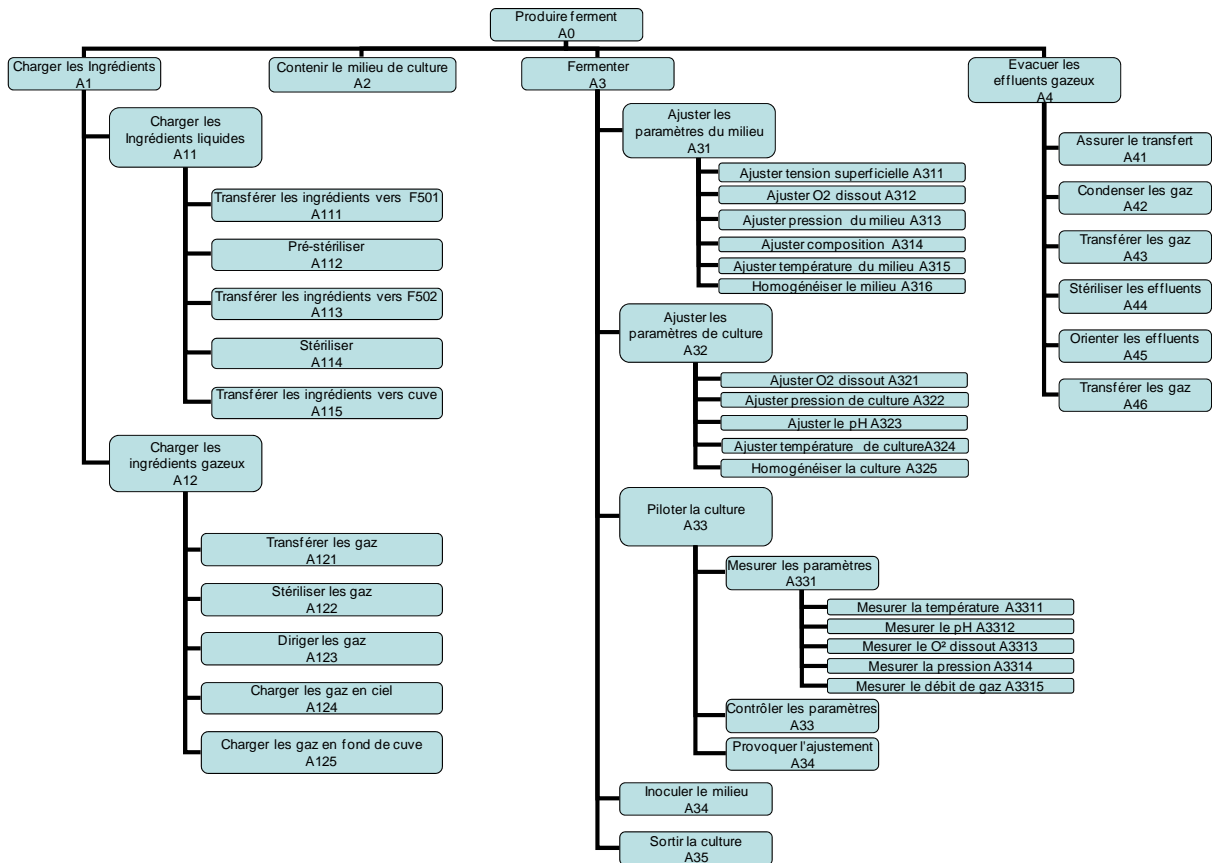 Produire ferment
A0
Charger les Ingrédients
A1
Contenir le milieu de culture
A2
Fermenter
A3
Evacuer les
effluents gazeux
A4
Charger les
Ingrédients liquides
A11
Transférer les ingrédients vers F501
A111
Pré-stériliser
A112
Transférer les ingrédients vers F502
A113
Stériliser
A114
Transférer les ingrédients vers cuve
A115
Charger les
ingrédients gazeux
A12
Transférer les gaz
A121
Stériliser les gaz
A122
Diriger les gaz
A123
Charger les gaz en ciel
A124
Charger les gaz en fond de cuve
A125
Ajuster les
paramètres du milieu
A31
Ajuster tension superficielle A311
Ajuster O2 dissout A312
Ajuster pression du milieu A313
Ajuster composition A314
Ajuster température du milieu A315
Homogénéiser le milieu A316
Ajuster les
paramètres de culture
A32
Ajuster O2 dissout A321
Ajuster pression de culture A322
Ajuster le pH A323
Ajuster température de cultureA324
Homogénéiser la culture A325
Piloter la culture
A33
Mesurer les paramètres
A331
Mesurer la température A3311
Mesurer le pH A3312
Mesurer le O² dissout A3313
Mesurer la pression A3314
Mesurer le débit de gaz A3315
Contrôler les paramètres
A33
Provoquer l'ajustement
A34
Inoculer le milieu
A34
Sortir la culture
A35
Assurer le transfert
A41
Condenser les gaz
A42
Transférer les gaz
A43
Stériliser les effluents
A44
Orienter les effluents
A45
Transférer les gaz
A46